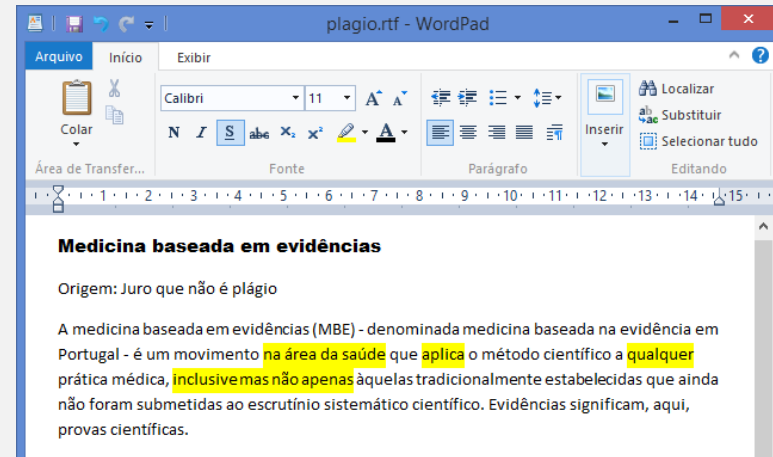 plagio.rtf - WordPad
Arquivo Início Exibir
Colar
Área de Transfer...
Calibri 11 A A
N I S abc X₂ X² A
Fonte
Parágrafo
Inserir
Localizar
Substituir
Selecionar tudo
Editando
1 2 3 4 5 6 7 8 9 10 11 12 13 14 15
Medicina baseada em evidências
Origem: Juro que não é plágio
A medicina baseada em evidências (MBE) - denominada medicina baseada na evidência em
Portugal - é um movimento na área da saúde que aplica o método científico a qualquer
prática médica, inclusive mas não apenas àquelas tradicionalmente estabelecidas que ainda
não foram submetidas ao escrutínio sistemático científico. Evidências significam, aqui,
provas científicas.